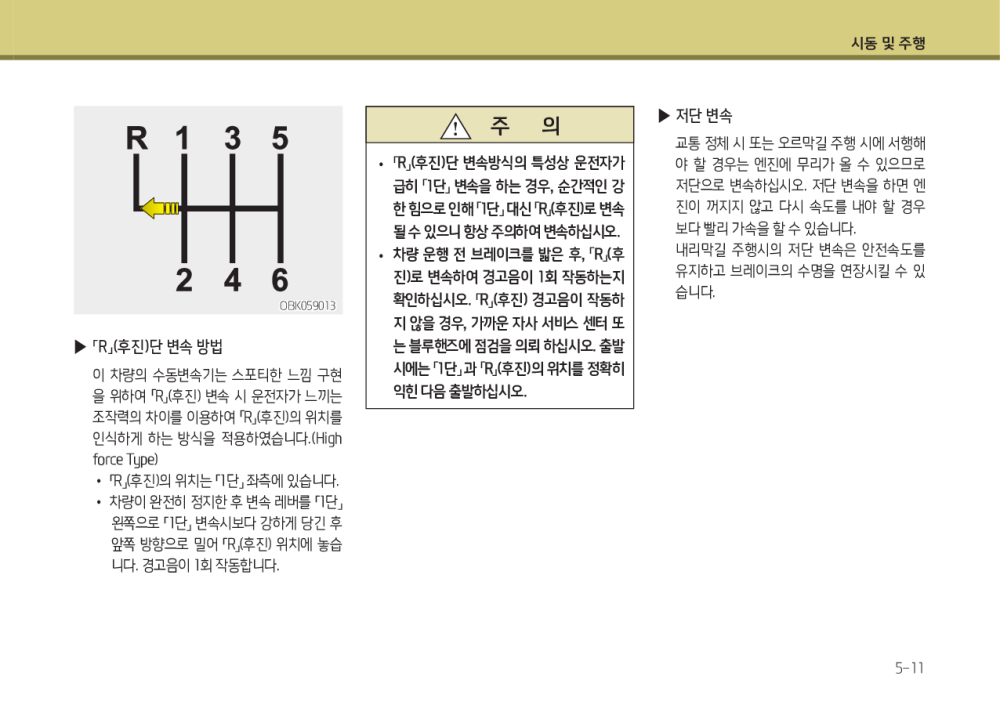 시동 및 주행
R 1 3 5
2 4 6
OBK059013
▶ 「R」(후진)단 변속 방법
이 차량의 수동변속기는 스포티한 느낌 구현
을 위하여 「R」(후진) 변속 시 운전자가 느끼는
조작력의 차이를 이용하여 「R」(후진)의 위치를
인식하게 하는 방식을 적용하였습니다.(High
force Type)
• 「R」(후진)의 위치는 「1단」 좌측에 있습니다.
• 차량이 완전히 정지한 후 변속 레버를 「1단」
왼쪽으로 「1단」 변속시보다 강하게 당긴 후
앞쪽 방향으로 밀어 「R」(후진) 위치에 놓습
니다. 경고음이 1회 작동합니다.
주 의
• 「R」(후진)단 변속방식의 특성상 운전자가
급히 「1단」 변속을 하는 경우, 순간적인 강
한 힘으로 인해 「1단」 대신 「R」(후진)로 변속
될 수 있으니 항상 주의하여 변속하십시오.
• 차량 운행 전 브레이크를 밟은 후, 「R」(후
진)로 변속하여 경고음이 1회 작동하는지
확인하십시오. 「R」(후진) 경고음이 작동하
지 않을 경우, 가까운 자사 서비스 센터 또
는 블루핸즈에 점검을 의뢰 하십시오. 출발
시에는 「1단」과 「R」(후진)의 위치를 정확히
익힌 다음 출발하십시오.
▶ 저단 변속
교통 정체 시 또는 오르막길 주행 시에 서행해
야 할 경우는 엔진에 무리가 올 수 있으므로
저단으로 변속하십시오. 저단 변속을 하면 엔
진이 꺼지지 않고 다시 속도를 내야 할 경우
보다 빨리 가속을 할 수 있습니다.
내리막길 주행시의 저단 변속은 안전속도를
유지하고 브레이크의 수명을 연장시킬 수 있
습니다.
5-11